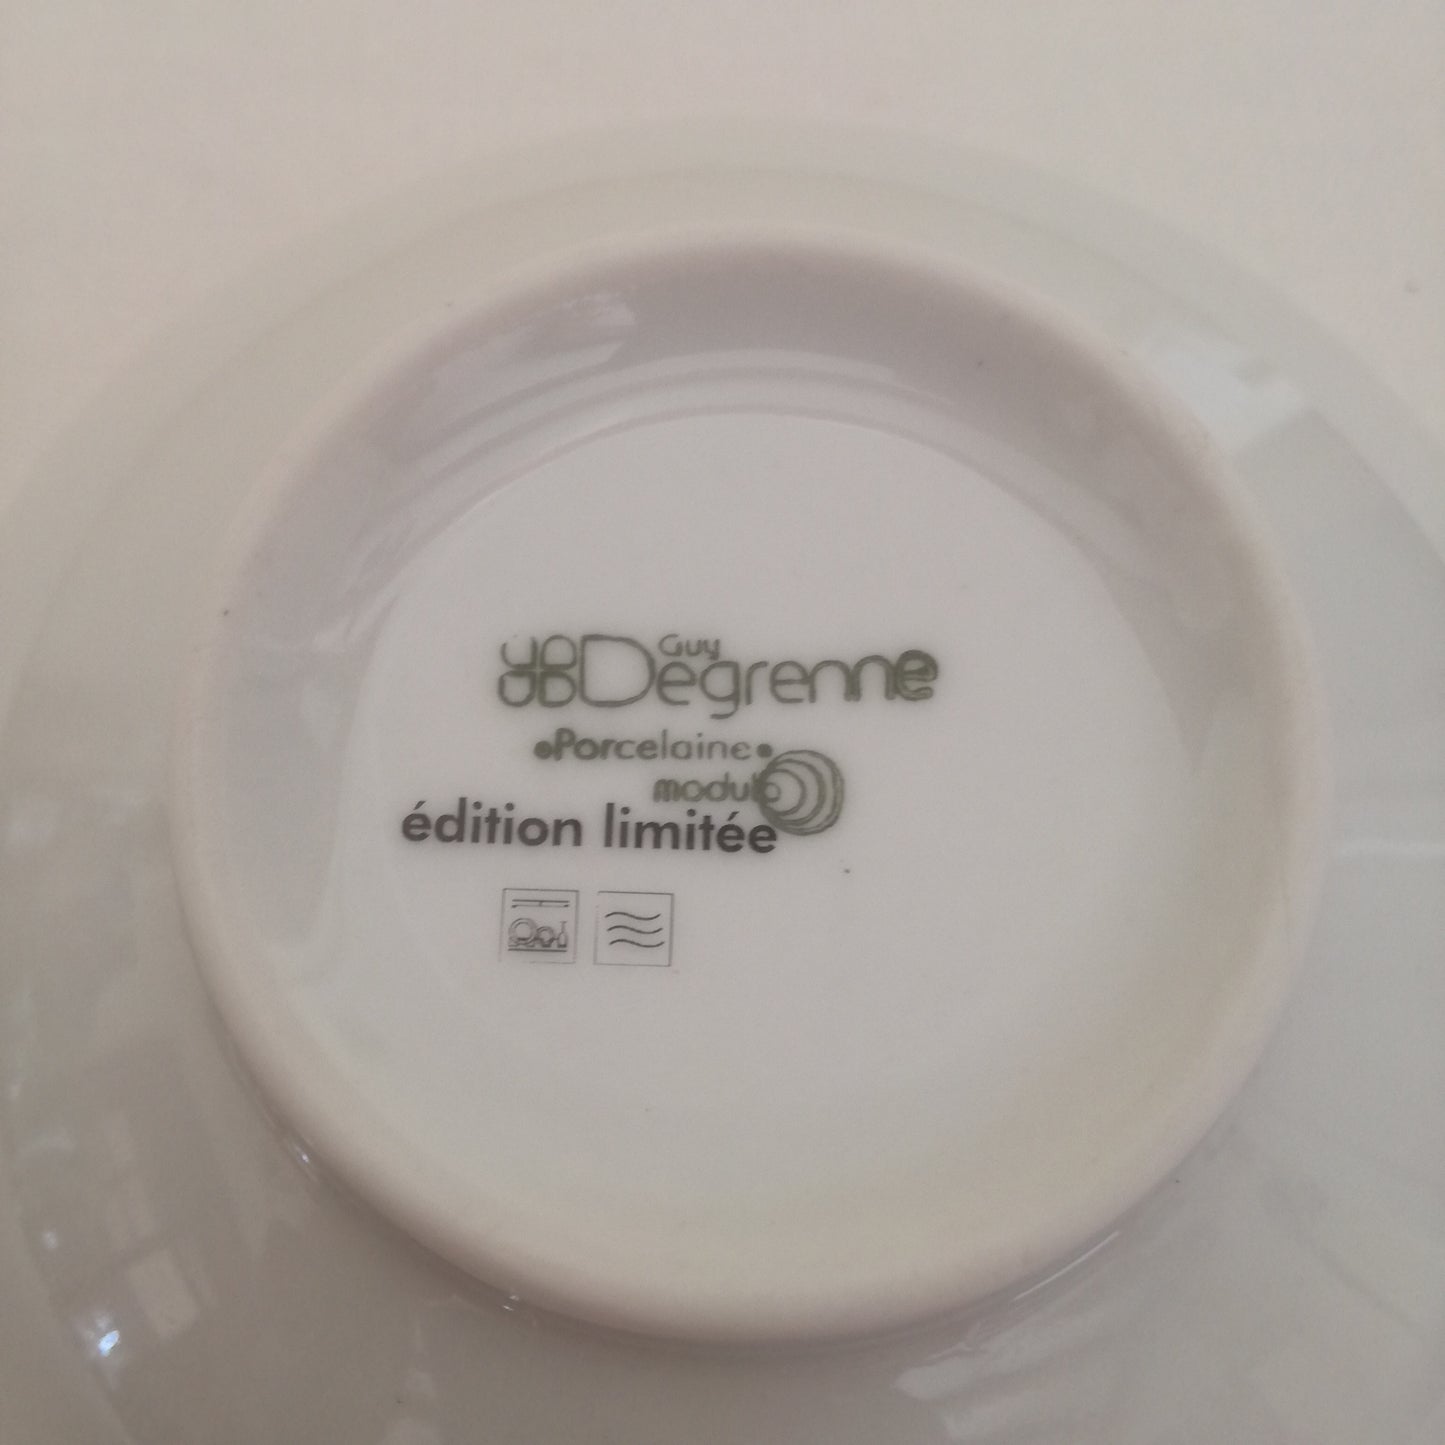 Guy
Degrenne
•Porcelaine•
modulo
édition limitée